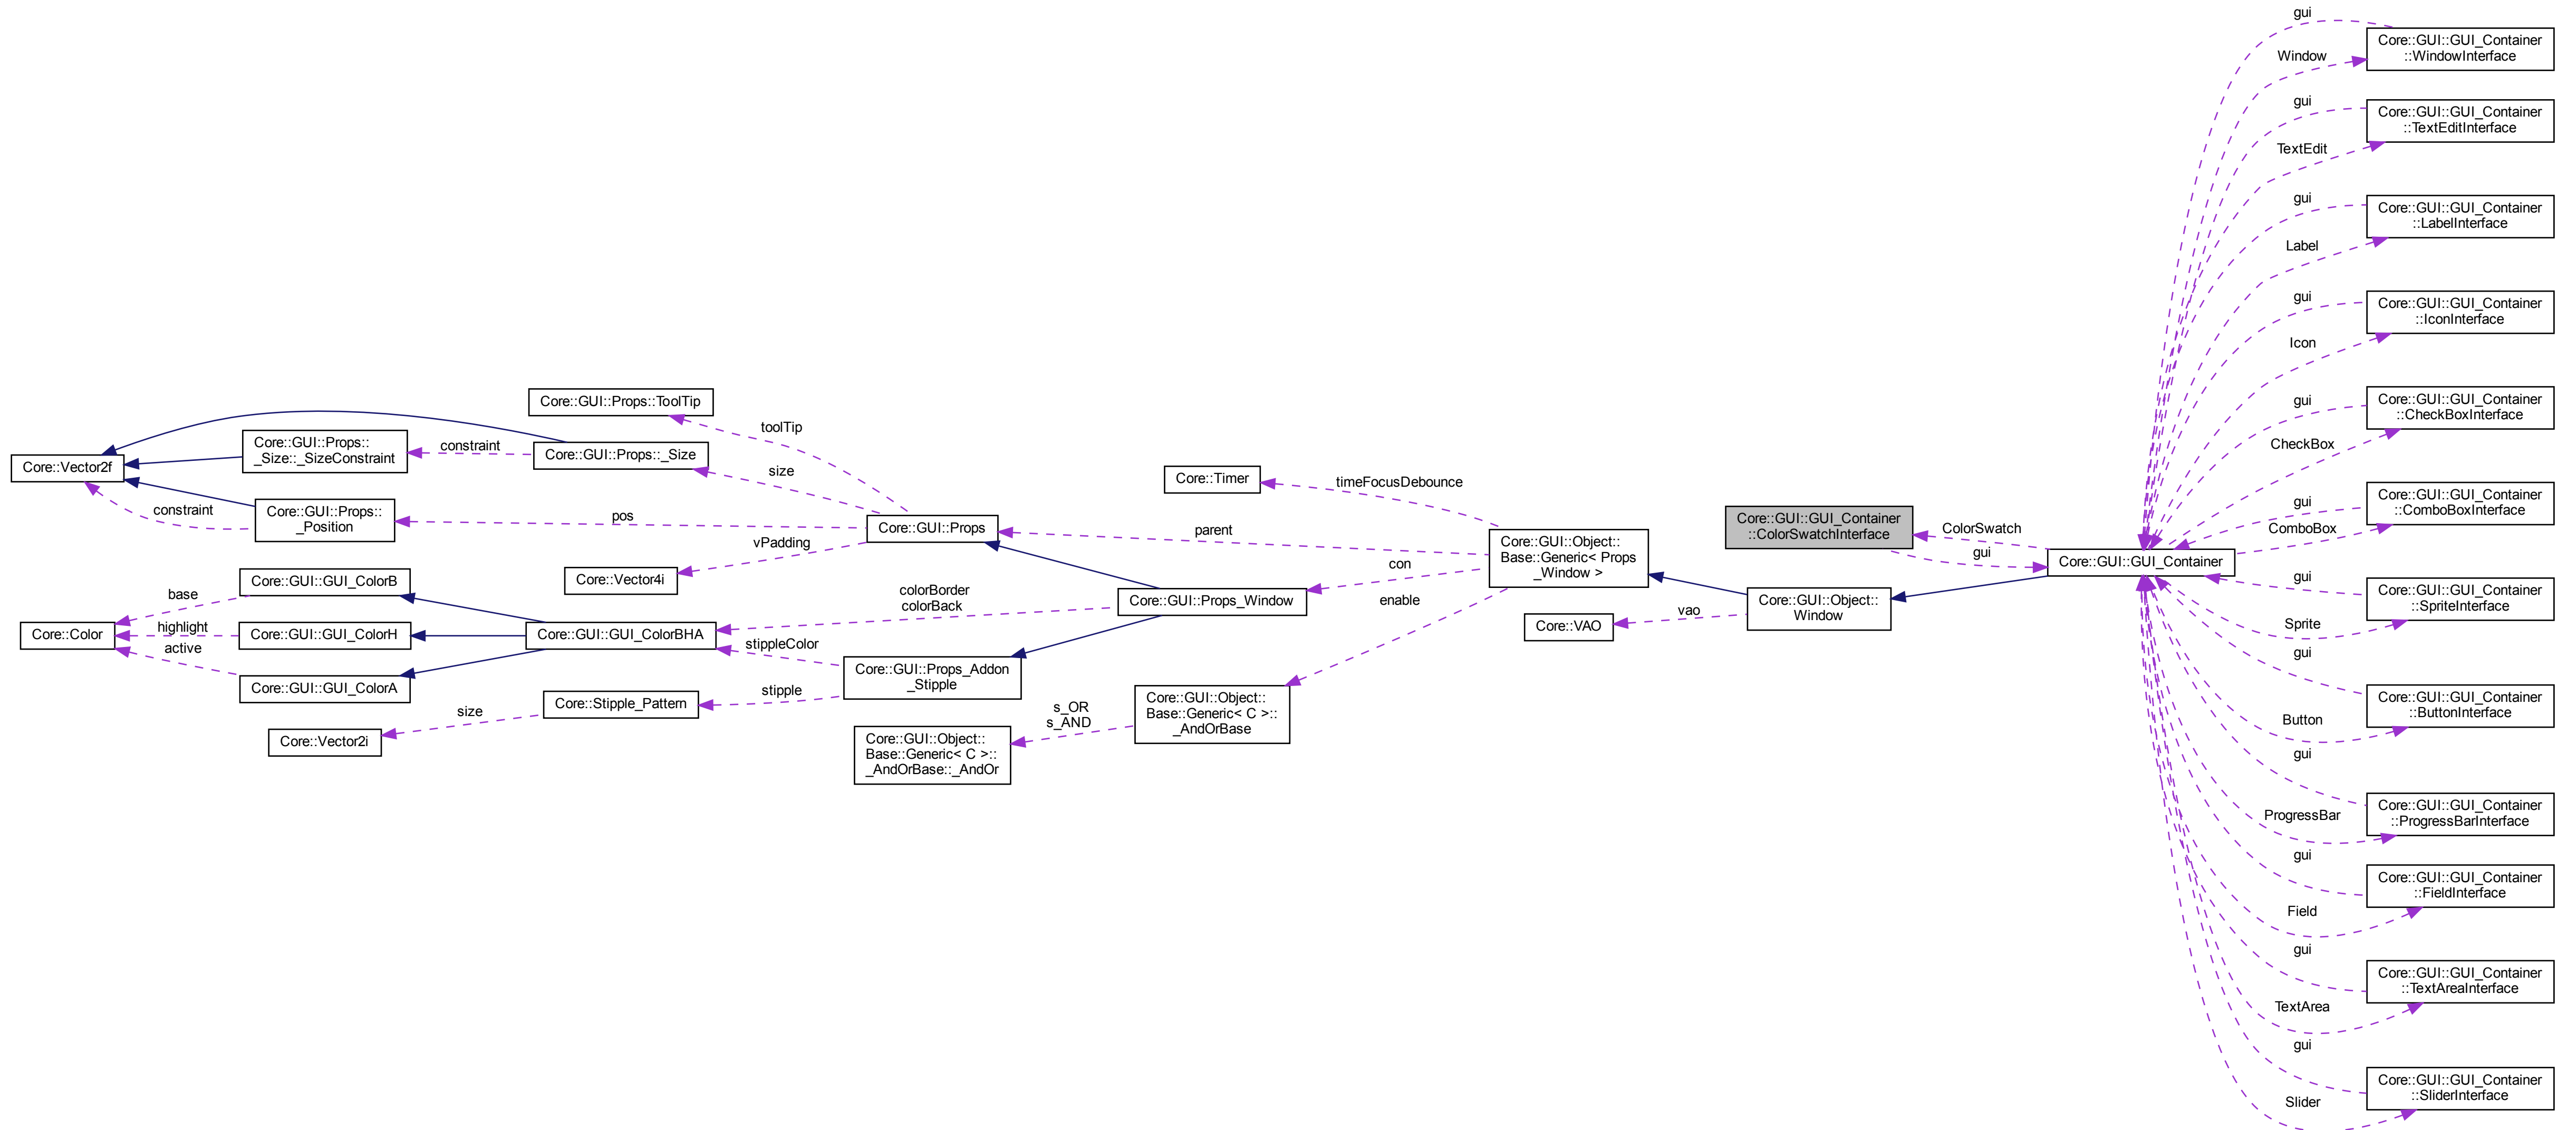 Core::Vector2f
Core::GUI::Props::
_Size::_SizeConstraint
constraint
Core::GUI::Props::
_Position
constraint
Core::GUI::Props::ToolTip
Core::GUI::Props::_Size
toolTip
size
pos
vPadding
Core::Vector4i
Core::GUI::Props
Core::Color
base
highlight
active
Core::GUI::GUI_ColorB
Core::GUI::GUI_ColorH
Core::GUI::GUI_ColorA
Core::GUI::GUI_ColorBHA
colorBorder
colorBack
stippleColor
Core::GUI::Props_Addon
_Stipple
stipple
Core::Stipple_Pattern
size
Core::Vector2i
Core::GUI::Object::
Base::Generic< C >::
_AndOrBase::_AndOr
s_OR
s_AND
Core::GUI::Object::
Base::Generic< C >::
_AndOrBase
Core::Timer
timeFocusDebounce
parent
con
enable
Core::GUI::Props_Window
Core::GUI::Object::
Base::Generic< Props
_Window >
Core::VAO
vao
Core::GUI::Object::
Window
Core::GUI::GUI_Container
::ColorSwatchInterface
ColorSwatch
gui
Core::GUI::GUI_Container
gui
Window
Core::GUI::GUI_Container
::WindowInterface
gui
TextEdit
Core::GUI::GUI_Container
::TextEditInterface
gui
Label
Core::GUI::GUI_Container
::LabelInterface
gui
Icon
Core::GUI::GUI_Container
::IconInterface
gui
CheckBox
Core::GUI::GUI_Container
::CheckBoxInterface
gui
ComboBox
Core::GUI::GUI_Container
::ComboBoxInterface
gui
Sprite
Core::GUI::GUI_Container
::SpriteInterface
gui
Button
Core::GUI::GUI_Container
::ButtonInterface
gui
ProgressBar
Core::GUI::GUI_Container
::ProgressBarInterface
gui
Field
Core::GUI::GUI_Container
::FieldInterface
gui
TextArea
Core::GUI::GUI_Container
::TextAreaInterface
gui
Slider
Core::GUI::GUI_Container
::SliderInterface